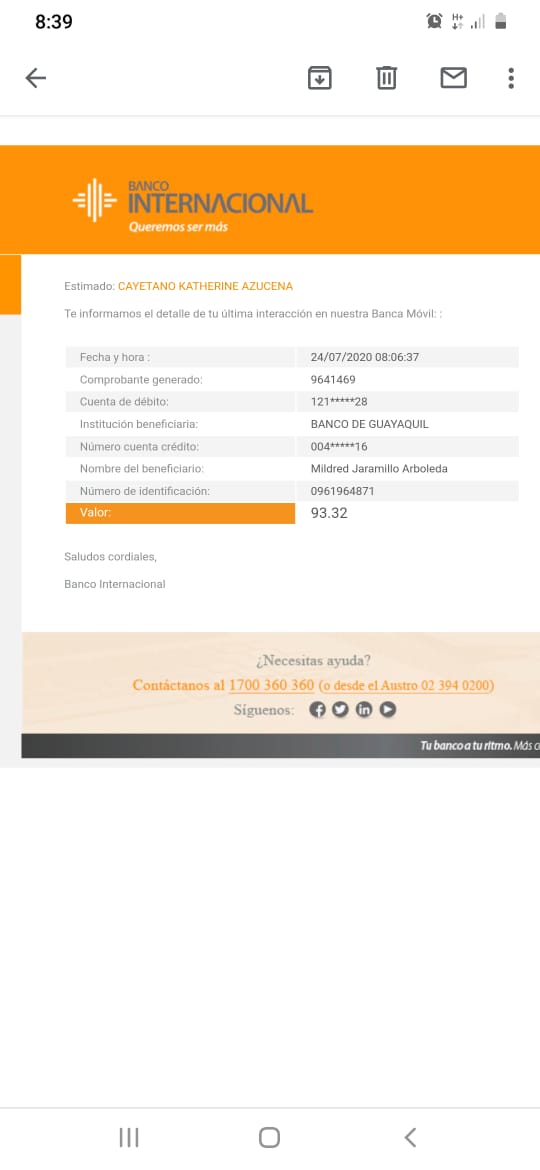 8:39
H+
BANCO
INTERNACIONAL
Queremos ser más
Estimado: CAYETANO KATHERINE AZUCENA
Te informamos el detalle de tu última interacción en nuestra Banca Móvil: :
Fecha y hora : 24/07/2020 08:06:37
Comprobante generado: 9641469
Cuenta de débito: 121*****28
Institución beneficiaria: BANCO DE GUAYAQUIL
Número cuenta crédito: 004*****16
Nombre del beneficiario: Mildred Jaramillo Arboleda
Número de identificación: 0961964871
Valor: 93.32
Saludos cordiales,
Banco Internacional
¿Necesitas ayuda?
Contáctanos al 1700 360 360 (o desde el Austro 02 394 0200)
Síguenos:
Tu banco a tu ritmo. Más